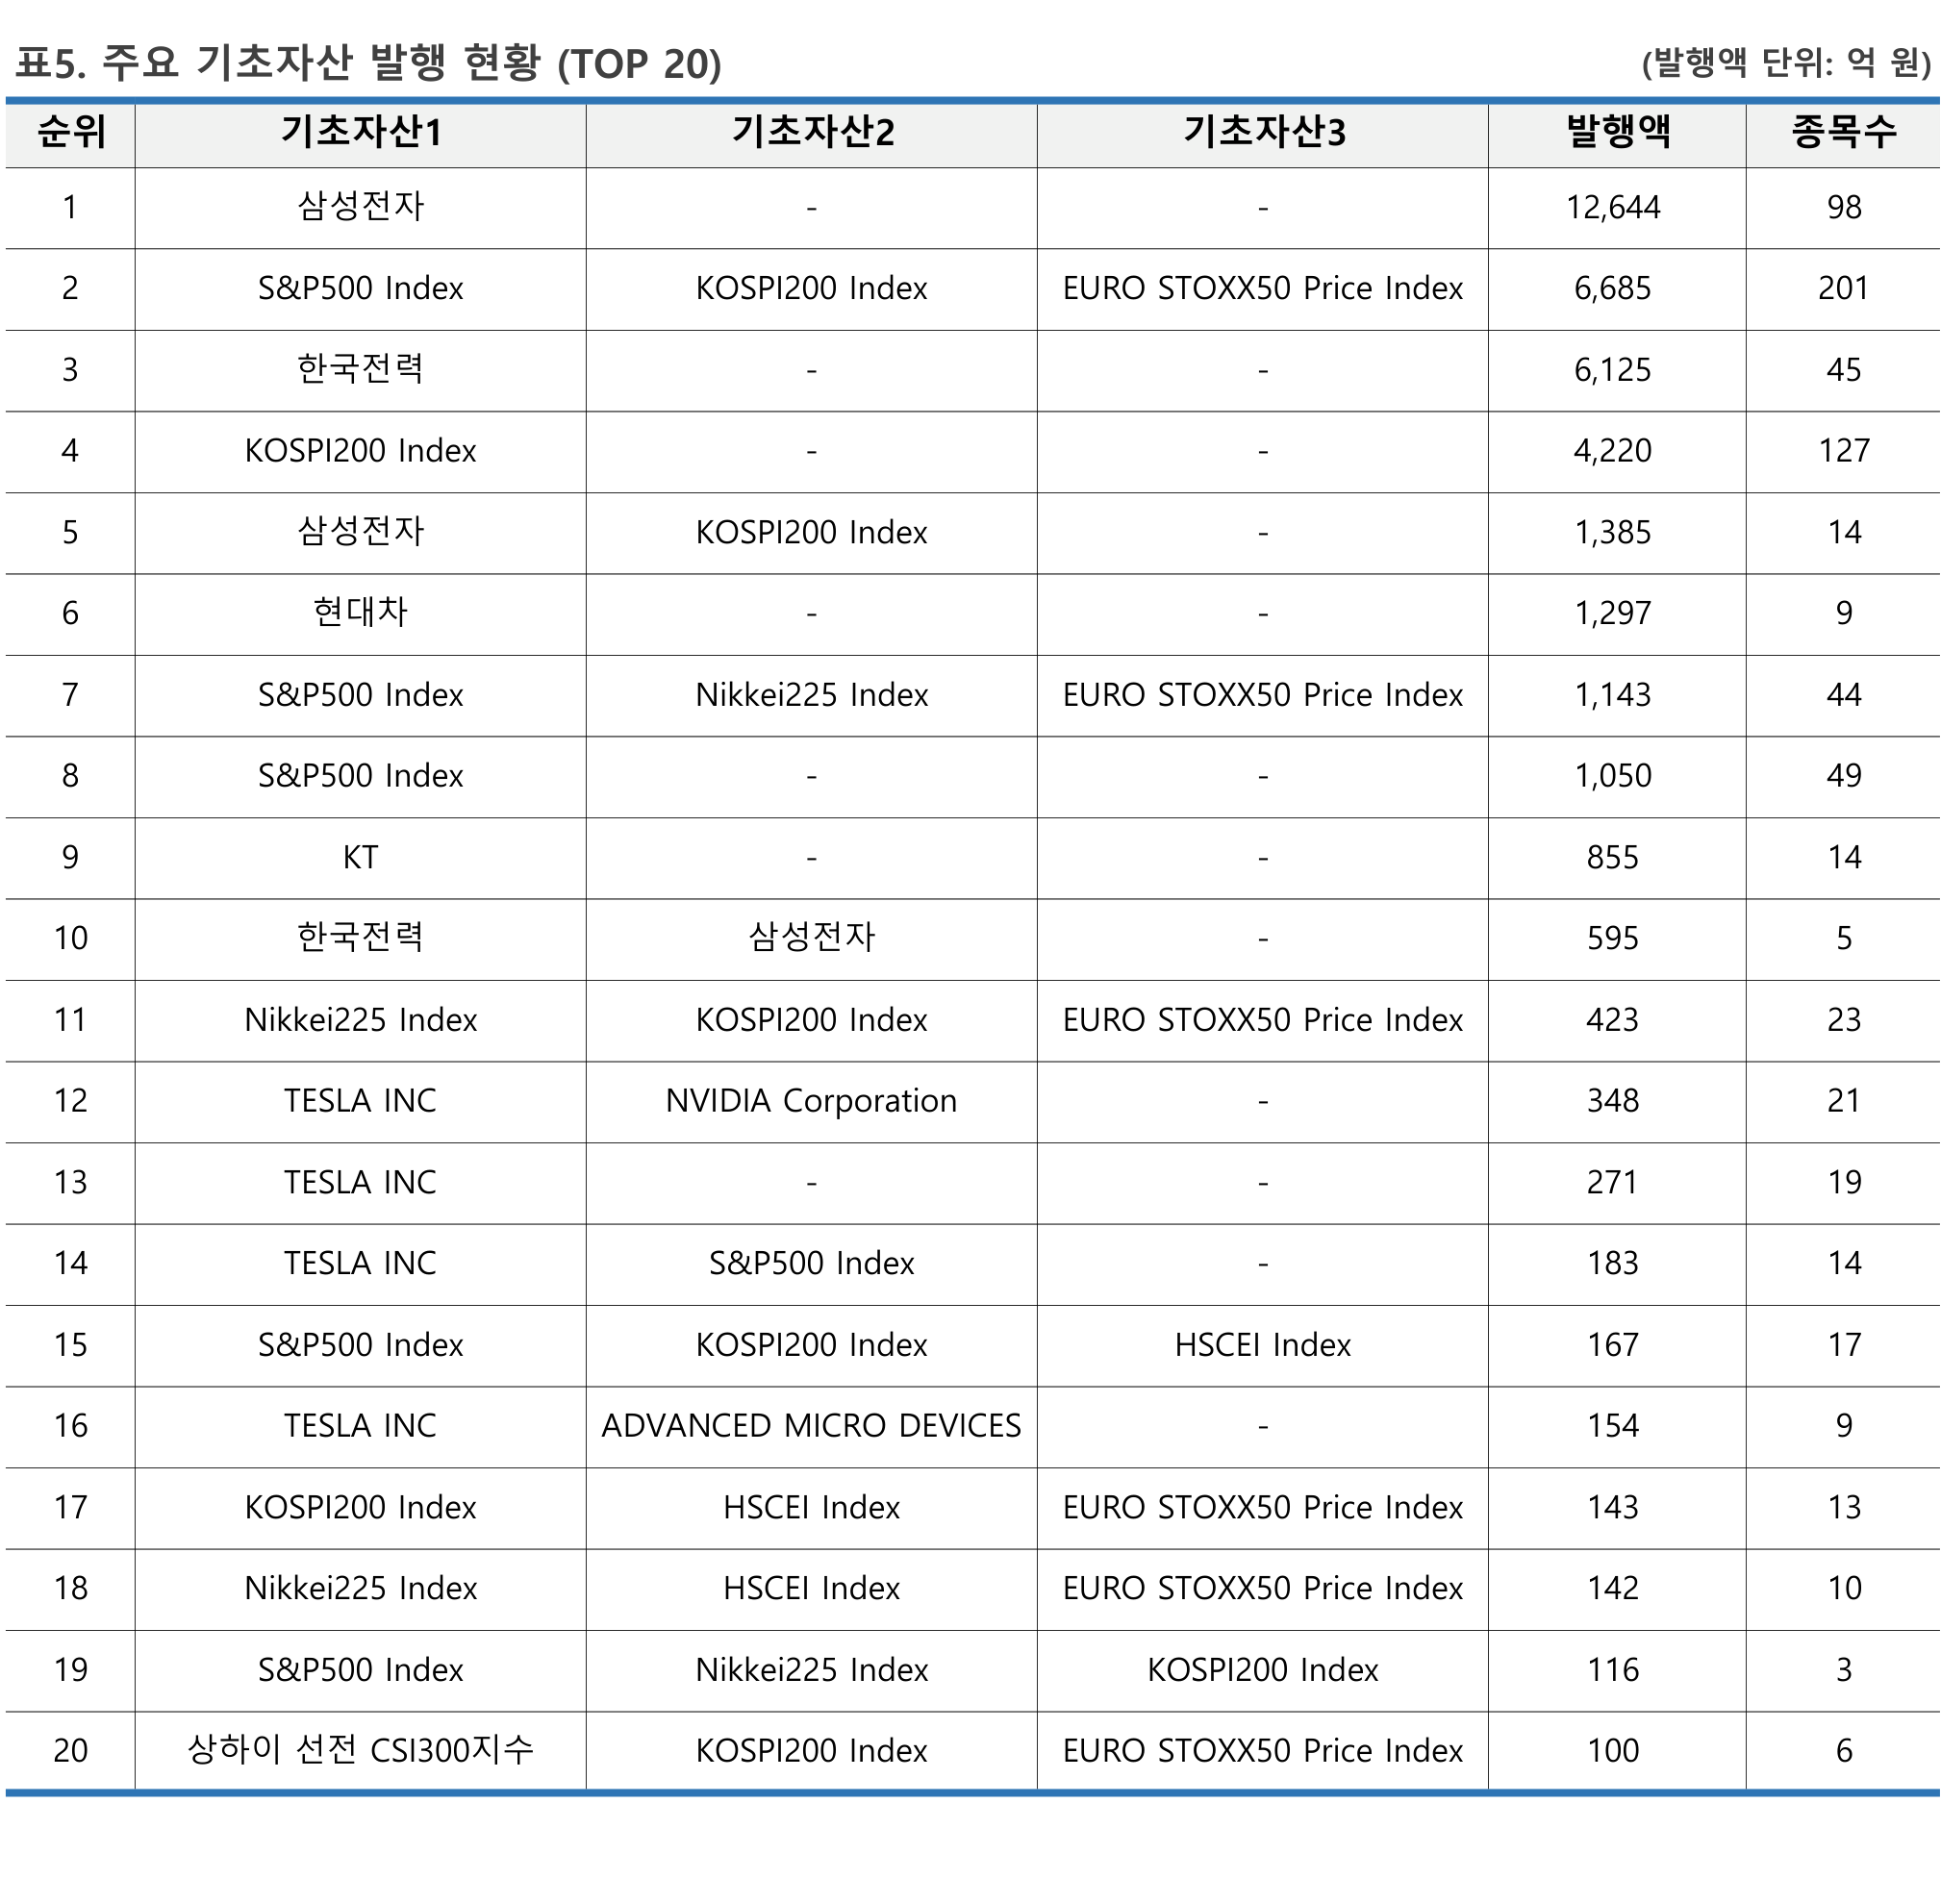 표5. 주요 기초자산 발행 현황 (TOP 20) (발행액 단위: 억 원)
순위 기초자산1 기초자산2 기초자산3 발행액 종목수
1 삼성전자 - - 12,644 98
2 S&P500 Index KOSPI200 Index EURO STOXX50 Price Index 6,685 201
3 한국전력 - - 6,125 45
4 KOSPI200 Index - - 4,220 127
5 삼성전자 KOSPI200 Index - 1,385 14
6 현대차 - - 1,297 9
7 S&P500 Index Nikkei225 Index EURO STOXX50 Price Index 1,143 44
8 S&P500 Index - - 1,050 49
9 KT - - 855 14
10 한국전력 삼성전자 - 595 5
11 Nikkei225 Index KOSPI200 Index EURO STOXX50 Price Index 423 23
12 TESLA INC NVIDIA Corporation - 348 21
13 TESLA INC - - 271 19
14 TESLA INC S&P500 Index - 183 14
15 S&P500 Index KOSPI200 Index HSCEI Index 167 17
16 TESLA INC ADVANCED MICRO DEVICES - 154 9
17 KOSPI200 Index HSCEI Index EURO STOXX50 Price Index 143 13
18 Nikkei225 Index HSCEI Index EURO STOXX50 Price Index 142 10
19 S&P500 Index Nikkei225 Index KOSPI200 Index 116 3
20 상하이 선전 CSI300지수 KOSPI200 Index EURO STOXX50 Price Index 100 6